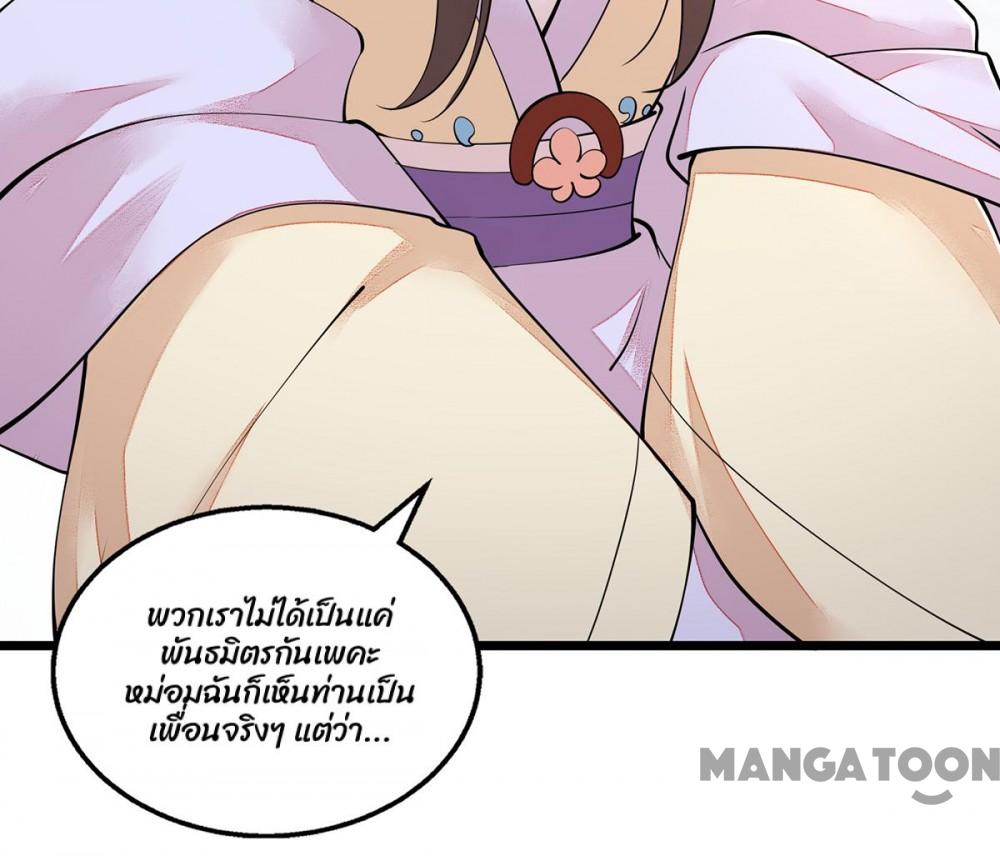 พวกเราไม่ได้เป็นแค่
พันธมิตรกันเพคะ
หม่อมฉันก็เห็นท่านเป็น
เพื่อนจริงๆ แต่ว่า...
MANGATOON